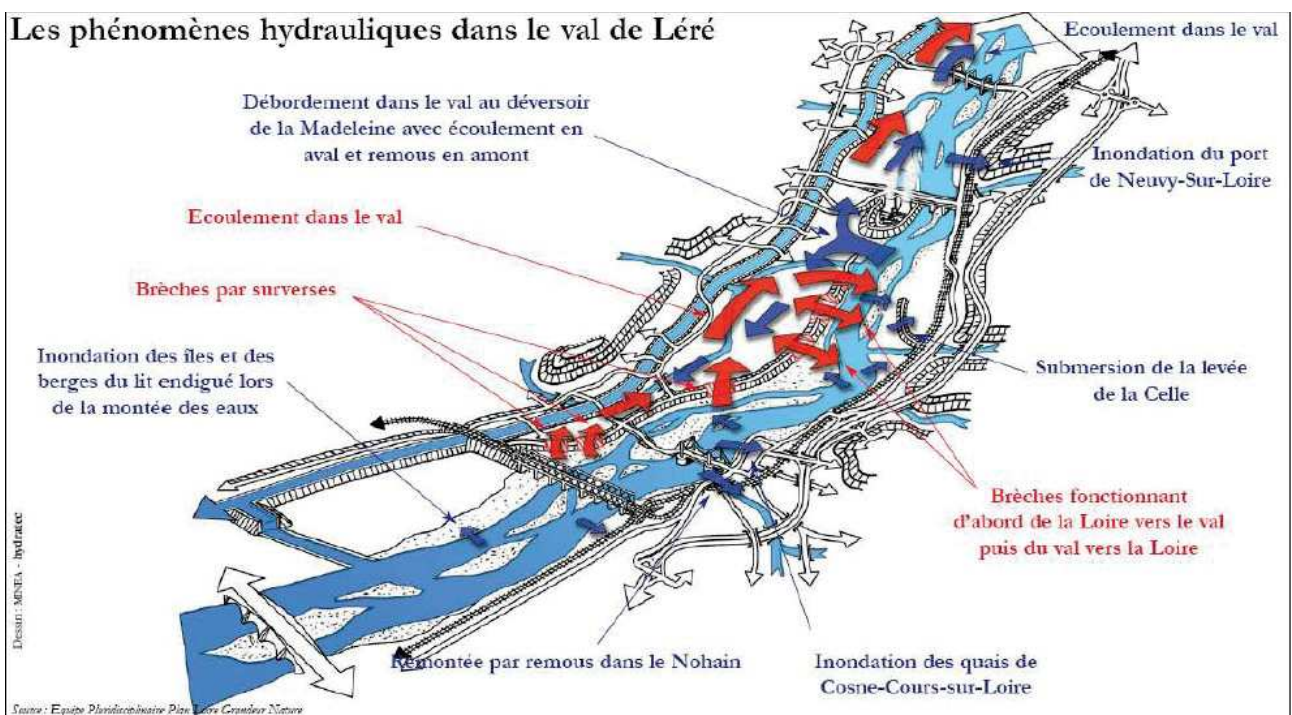 Les phénomènes hydrauliques dans le val de Léré
Ecoulement dans le val
Débordement dans le val au déversoir
de la Madeleine avec écoulement en
aval et remous en amont
Inondation du port
de Neuvy-Sur-Loire
Ecoulement dans le val
Brèches par surverses
Inondation des îles et des
berges du lit endigué lors
de la montée des eaux
Submersion de la levée
de la Celle
Brèches fonctionnant
d'abord de la Loire vers le val
puis du val vers la Loire
Remontée par remous dans le Nohain
Inondation des quais de
Cosne-Cours-sur-Loire
Dessin : MINEA - hydratec
Source : Equipe Pluridisciplinaire Plan Loire Grandeur Nature